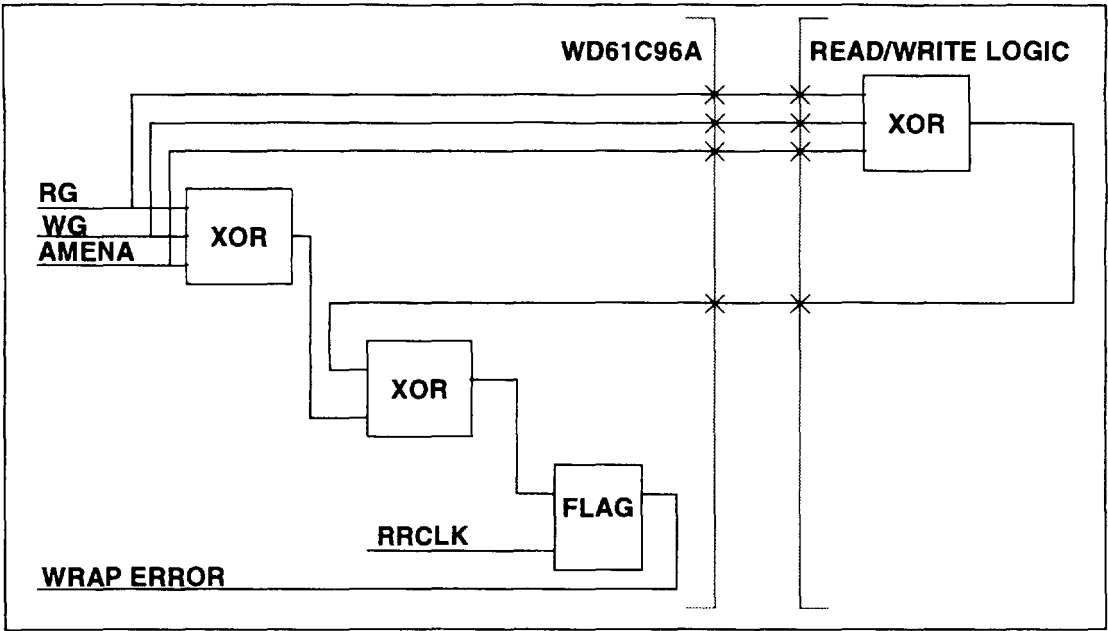 WD61C96A
READ/WRITE LOGIC
XOR
RG
WG
AMENA
XOR
XOR
FLAG
RRCLK
WRAP ERROR